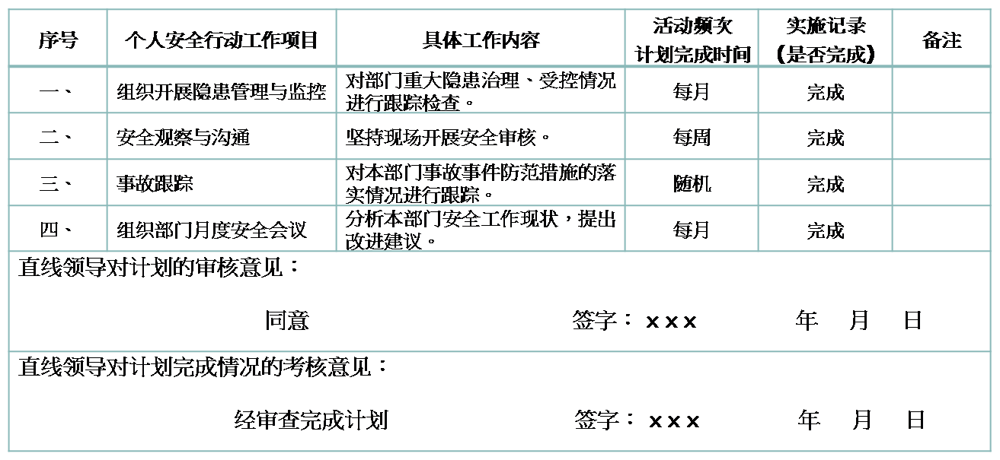 序号 个人安全行动工作项目 具体工作内容 活动频次 实施记录 备注
计划完成时间 （是否完成）
一、 组织开展隐患管理与监控 对部门重大隐患治理、受控情况 每月 完成
进行跟踪检查。
二、 安全观察与沟通 坚持现场开展安全审核。 每周 完成
三、 事故跟踪 对本部门事故事件防范措施的落 随机 完成
实情况进行跟踪。
四、 组织部门月度安全会议 分析本部门安全工作现状，提出 每月 完成
改进建议。
直线领导对计划的审核意见：
同意 签字：xxx 年 月 日
直线领导对计划完成情况的考核意见：
经审查完成计划 签字：xxx 年 月 日